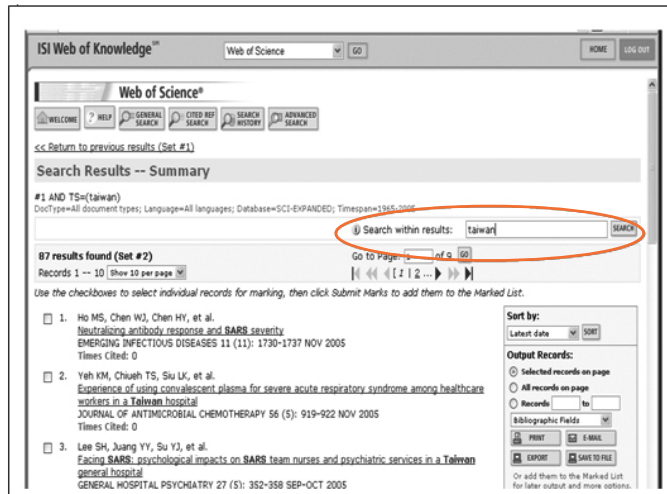 ISI Web of Knowledge℠
Web of Science
GO
HOME
LOG OUT
Web of Science®
WELCOME
? HELP
GENERAL SEARCH
CITED REF SEARCH
SEARCH HISTORY
ADVANCED SEARCH
<< Return to previous results (Set #1)
Search Results -- Summary
#1 AND TS=(taiwan)
DocType=All document types; Language=All languages; Database=SCI-EXPANDED; Timespan=1965-2005
Search within results: taiwan SEARCH
87 results found (Set #2)
Go to Page: 1 of 9 GO
Records 1 -- 10 Show 10 per page
[ 1 | 2 ...
Use the checkboxes to select individual records for marking, then click Submit Marks to add them to the Marked List.
1. Ho MS, Chen WJ, Chen HY, et al.
Neutralizing antibody response and SARS severity
EMERGING INFECTIOUS DISEASES 11 (11): 1730-1737 NOV 2005
Times Cited: 0
2. Yeh KM, Chiueh TS, Siu LK, et al.
Experience of using convalescent plasma for severe acute respiratory syndrome among healthcare
workers in a Taiwan hospital
JOURNAL OF ANTIMICROBIAL CHEMOTHERAPY 56 (5): 919-922 NOV 2005
Times Cited: 0
3. Lee SH, Juang YY, Su YJ, et al.
Facing SARS: psychological impacts on SARS team nurses and psychiatric services in a Taiwan
general hospital
GENERAL HOSPITAL PSYCHIATRY 27 (5): 352-358 SEP-OCT 2005
Sort by:
Latest date SORT
Output Records:
Selected records on page
All records on page
Records to
Bibliographic Fields
PRINT
E-MAIL
EXPORT
SAVE TO FILE
Or add them to the Marked List
for later output and more options.